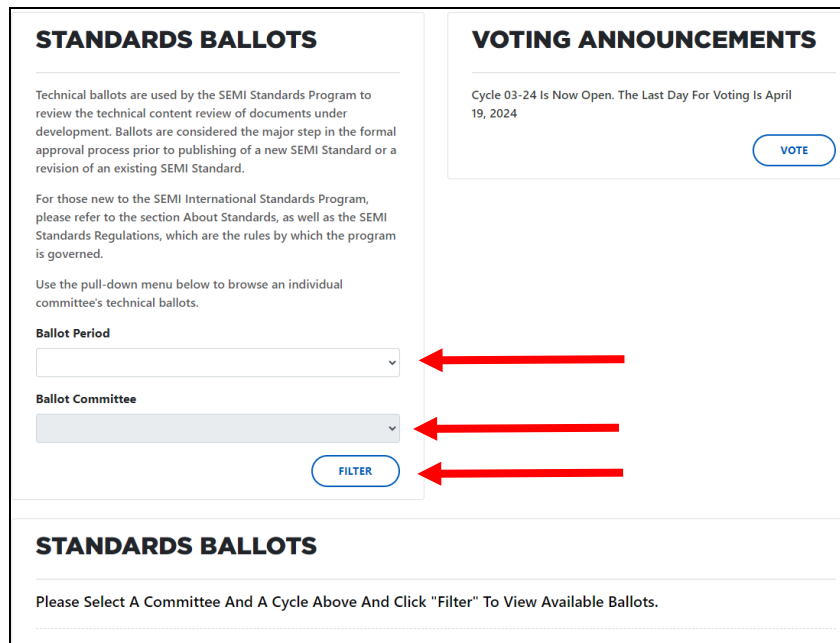 STANDARDS BALLOTS
Technical ballots are used by the SEMI Standards Program to
review the technical content review of documents under
development. Ballots are considered the major step in the formal
approval process prior to publishing of a new SEMI Standard or a
revision of an existing SEMI Standard.
For those new to the SEMI International Standards Program,
please refer to the section About Standards, as well as the SEMI
Standards Regulations, which are the rules by which the program
is governed.
Use the pull-down menu below to browse an individual
committee's technical ballots.
Ballot Period
Ballot Committee
FILTER
VOTING ANNOUNCEMENTS
Cycle 03-24 Is Now Open. The Last Day For Voting Is April
19, 2024
VOTE
STANDARDS BALLOTS
Please Select A Committee And A Cycle Above And Click "Filter" To View Available Ballots.